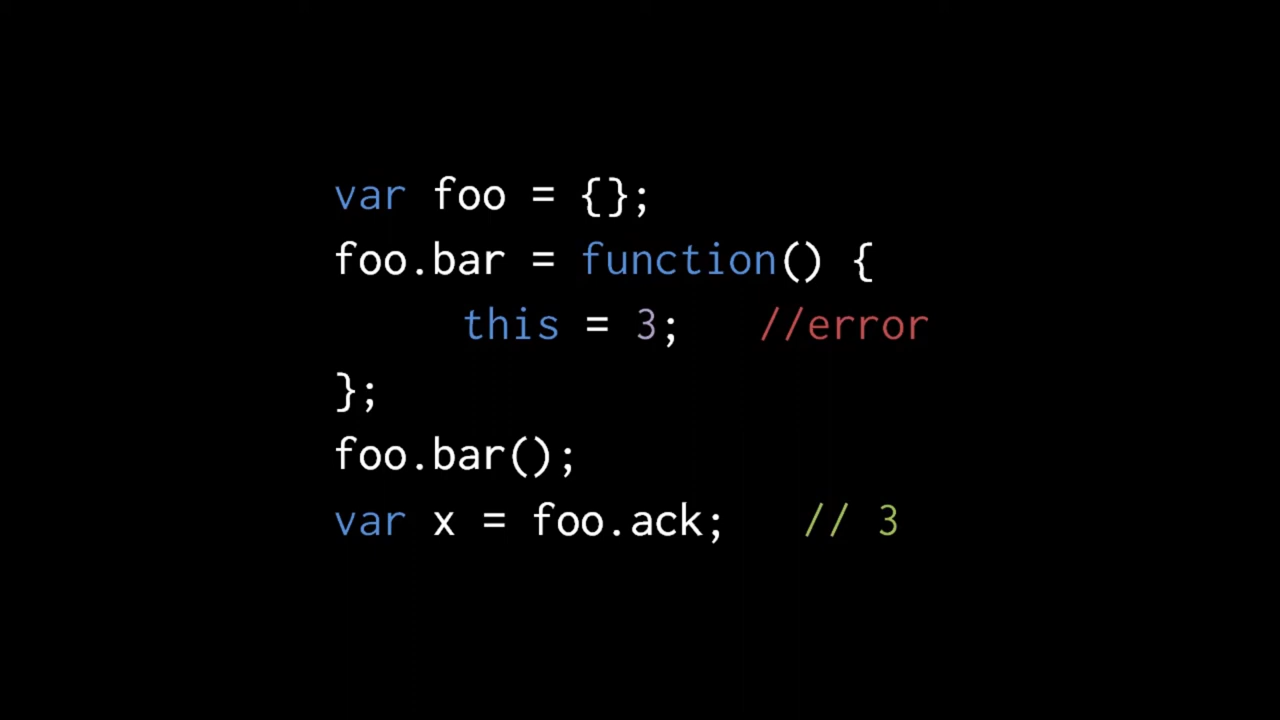 var foo = {};
foo.bar = function() {
this = 3; //error
};
foo.bar();
var x = foo.ack; // 3